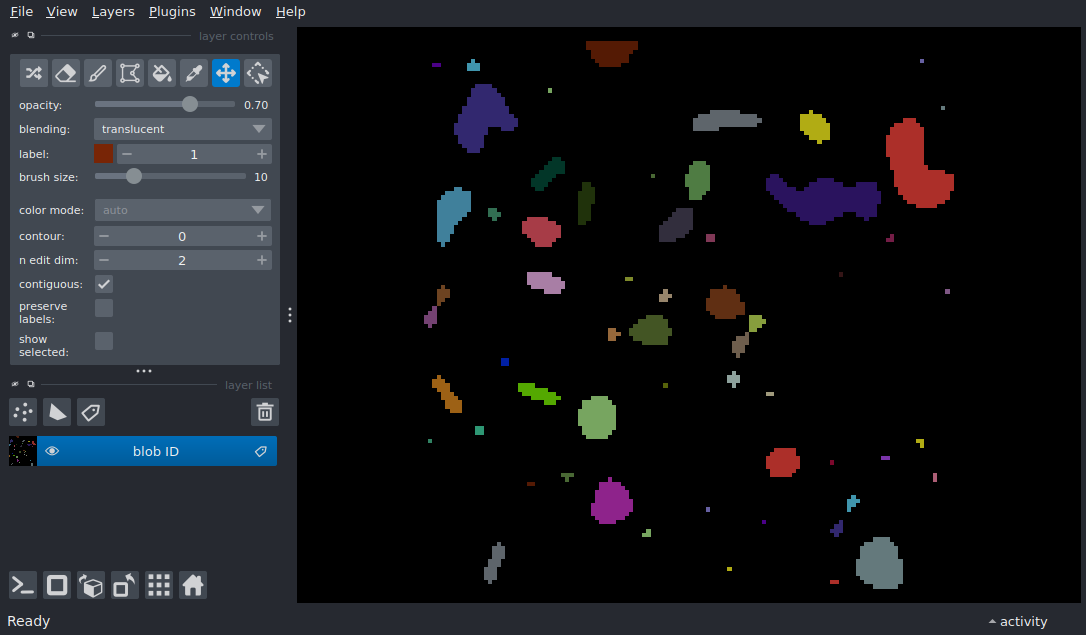 File View Layers Plugins Window Help
layer controls
opacity: 0.70
blending: translucent
label: 1
brush size: 10
color mode: auto
contour: 0
n edit dim: 2
contiguous:
preserve
labels:
show
selected:
layer list
blob ID
Ready activity